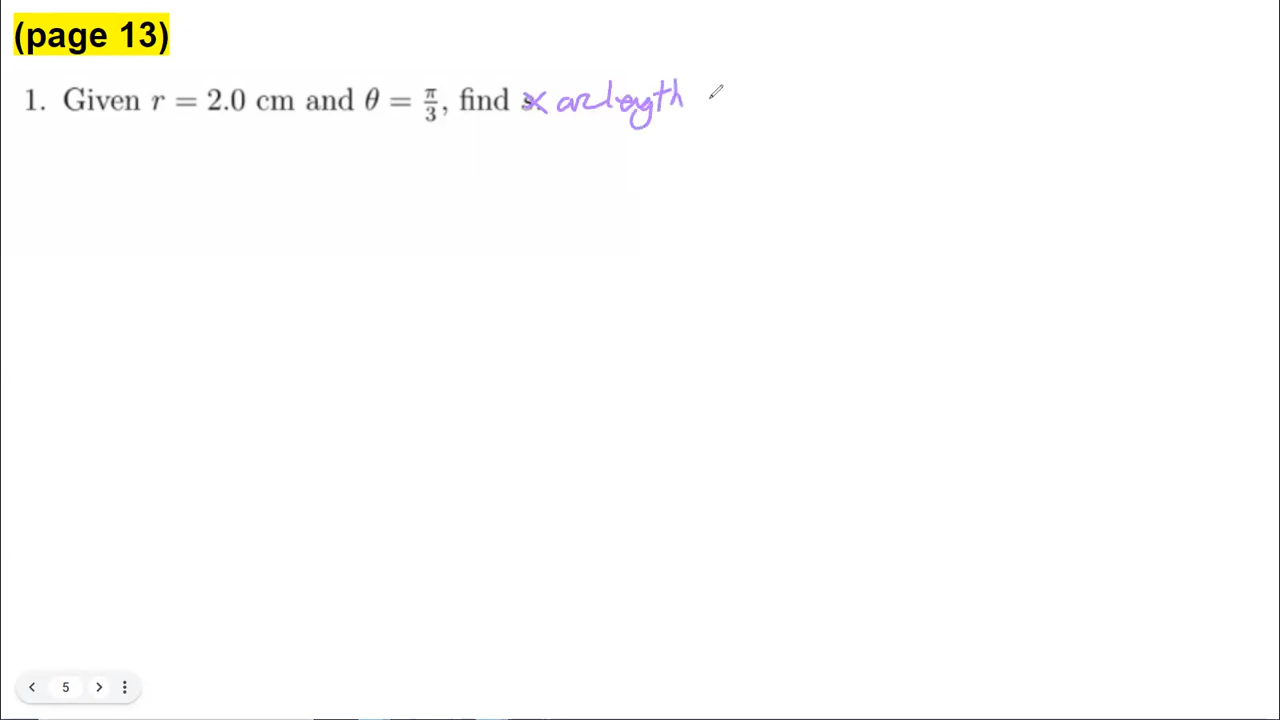 (page 13)
1. Given r = 2.0 cm and θ = π/3, find s. arclength
5